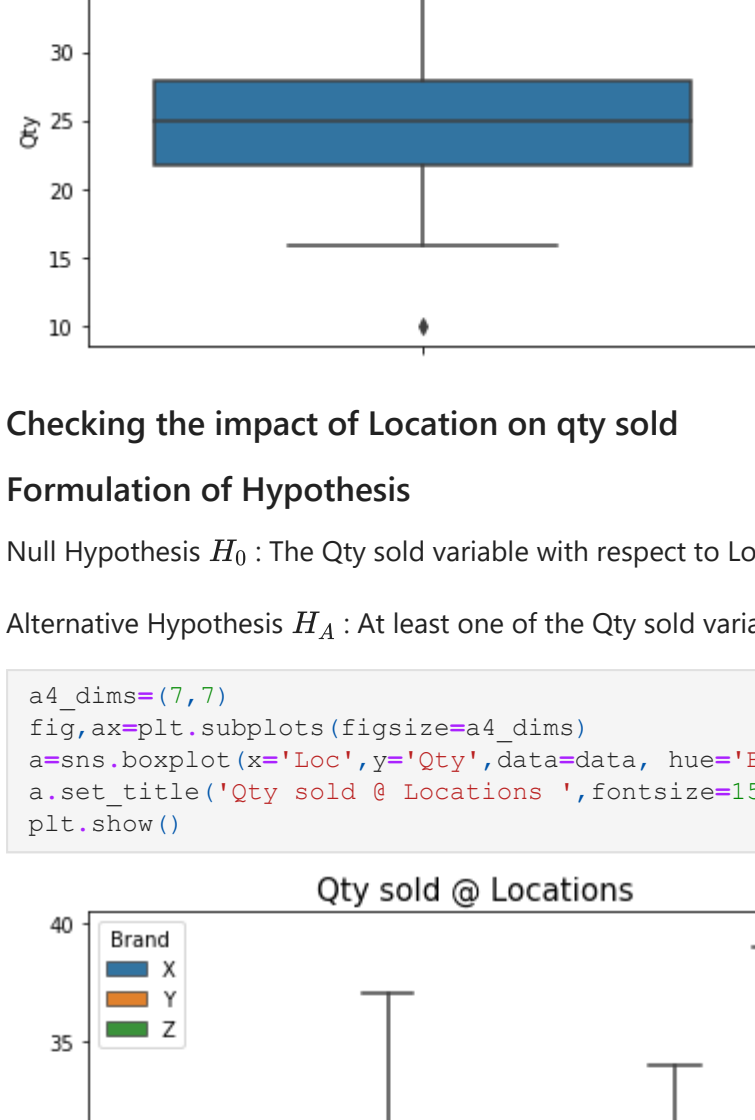 30
25
Qty
20
15
10
Checking the impact of Location on qty sold
Formulation of Hypothesis
Null Hypothesis H0 : The Qty sold variable with respect to Lo
Alternative Hypothesis HA : At least one of the Qty sold varia
a4_dims=(7,7)
fig,ax=plt.subplots(figsize=a4_dims)
a=sns.boxplot(x='Loc',y='Qty',data=data, hue='B
a.set_title('Qty sold @ Locations ',fontsize=15
plt.show()
Qty sold @ Locations
40
Brand
X
Y
Z
35